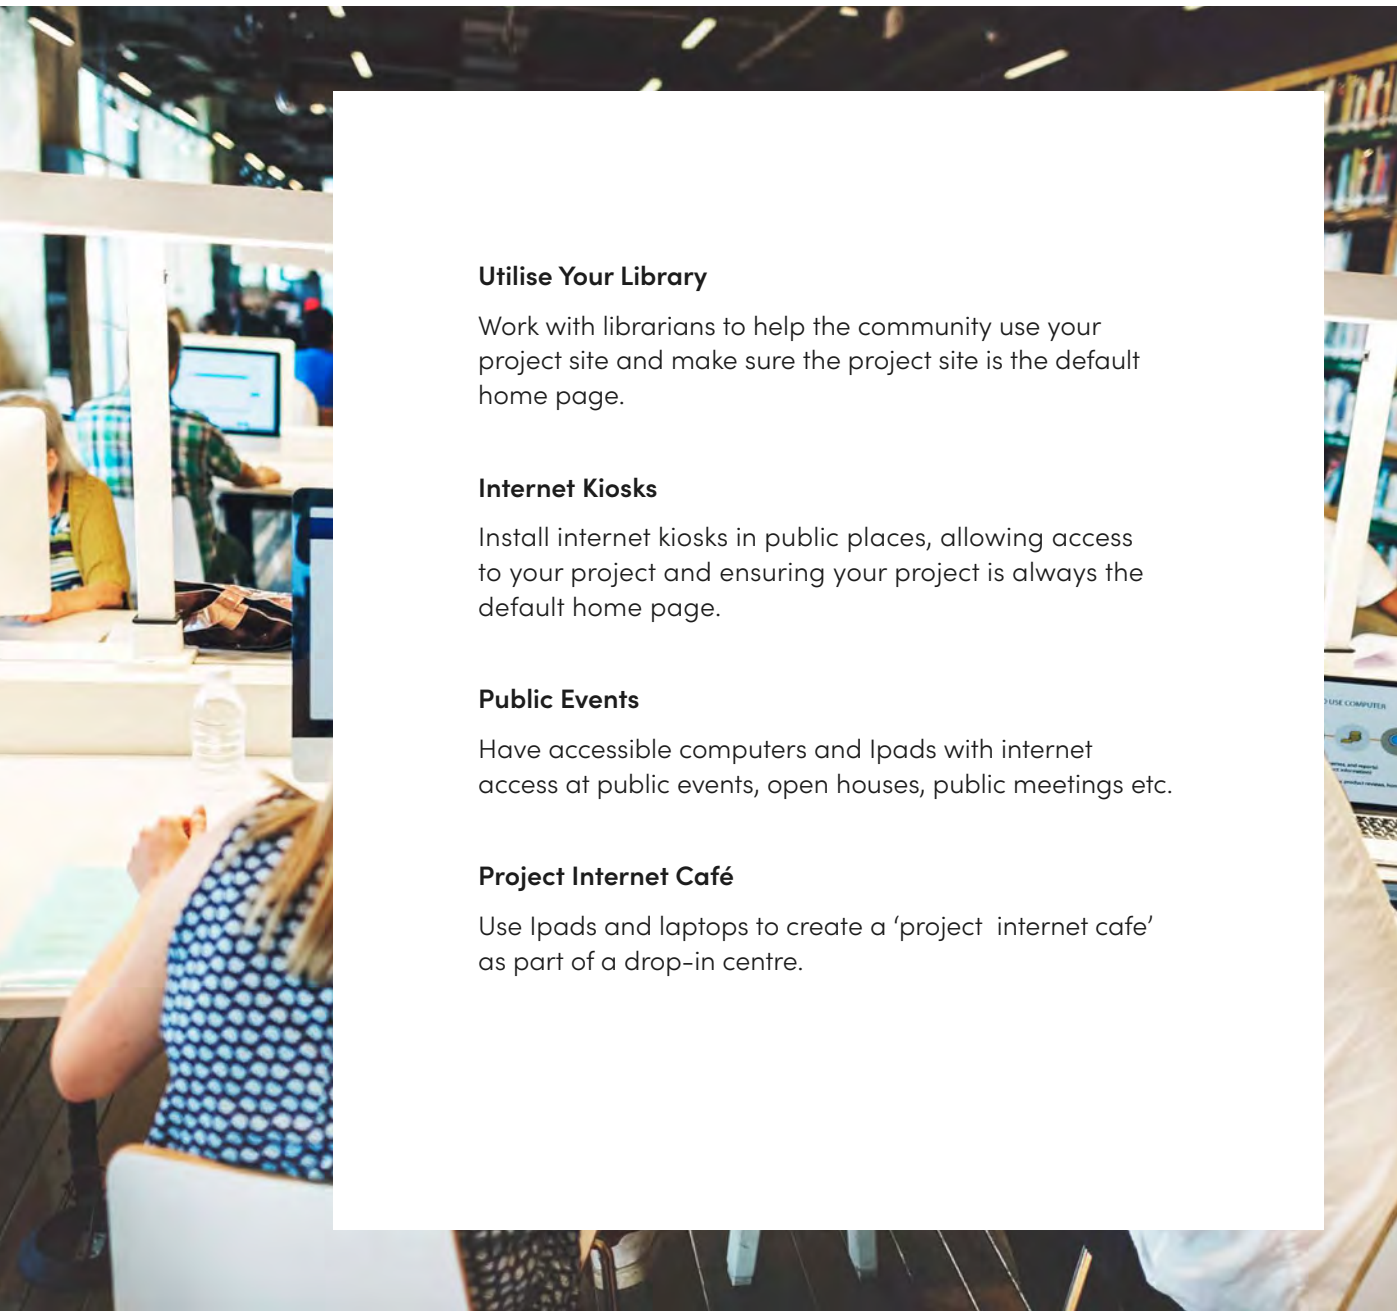 Utilise Your Library
Work with librarians to help the community use your
project site and make sure the project site is the default
home page.
Internet Kiosks
Install internet kiosks in public places, allowing access
to your project and ensuring your project is always the
default home page.
Public Events
Have accessible computers and Ipads with internet
access at public events, open houses, public meetings etc.
Project Internet Café
Use Ipads and laptops to create a ‘project  internet cafe’
as part of a drop-in centre.
USE COMPUTER